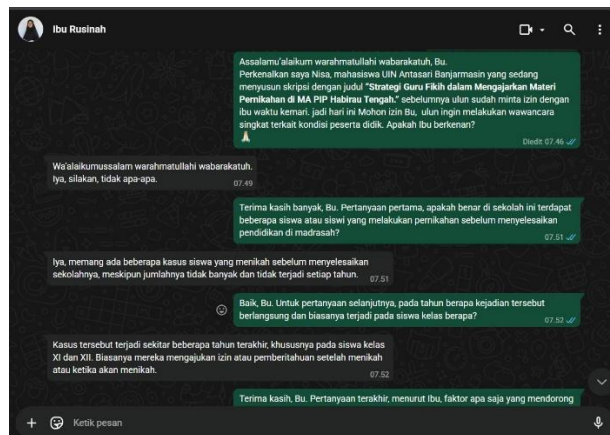 Ibu Rusinah
Assalamu'alaikum warahmatullahi wabarakatuh, Bu.
Perkenalkan saya Nisa, mahasiswa UIN Antasari Banjarmasin yang sedang
menyusun skripsi dengan judul "Strategi Guru Fikih dalam Mengajarkan Materi
Pernikahan di MA PIP Habirau Tengah." sebelumnya ulun sudah minta izin dengan
ibu waktu kemari. jadi hari ini Mohon izin Bu, ulun ingin melakukan wawancara
singkat terkait kondisi peserta didik. Apakah Ibu berkenan?
🙏🏻
Diedit 07.46
Wa'alaikumussalam warahmatullahi wabarakatuh.
Iya, silakan, tidak apa-apa.
07.49
Terima kasih banyak, Bu. Pertanyaan pertama, apakah benar di sekolah ini terdapat
beberapa siswa atau siswi yang melakukan pernikahan sebelum menyelesaikan
pendidikan di madrasah?
07.51
Iya, memang ada beberapa kasus siswa yang menikah sebelum menyelesaikan
sekolahnya, meskipun jumlahnya tidak banyak dan tidak terjadi setiap tahun.
07.51
Baik, Bu. Untuk pertanyaan selanjutnya, pada tahun berapa kejadian tersebut
berlangsung dan biasanya terjadi pada siswa kelas berapa?
07.52
Kasus tersebut terjadi sekitar beberapa tahun terakhir, khususnya pada siswa kelas
XI dan XII. Biasanya mereka mengajukan izin atau pemberitahuan setelah menikah
atau ketika akan menikah.
07.52
Terima kasih, Bu. Pertanyaan terakhir, menurut Ibu, faktor apa saja yang mendorong
Ketik pesan